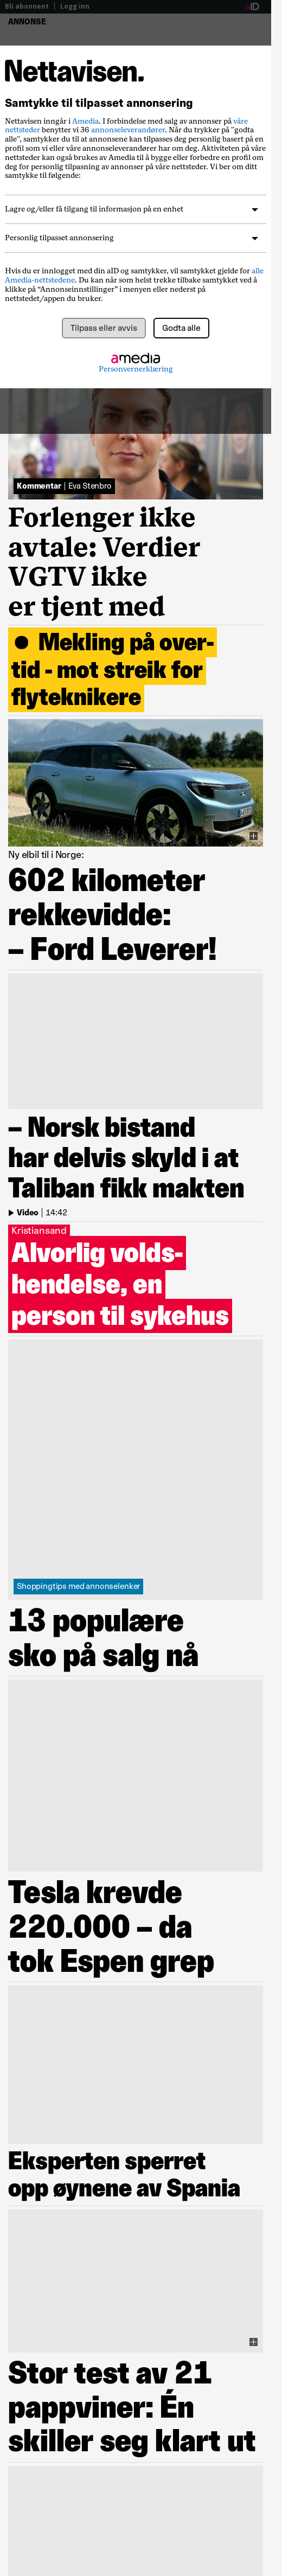 Bli abonnent | Logg inn
aID
ANNONSE
Nettavisen.
Samtykke til tilpasset annonsering
Nettavisen inngår i Amedia. I forbindelse med salg av annonser på våre
nettsteder benytter vi 36 annonseleverandører. Når du trykker på "godta
alle", samtykker du til at annonsene kan tilpasses deg personlig basert på en
profil som vi eller våre annonseleverandører har om deg. Aktiviteten på våre
nettsteder kan også brukes av Amedia til å bygge eller forbedre en profil om
deg for personlig tilpasning av annonser på våre nettsteder. Vi ber om ditt
samtykke til følgende:
Lagre og/eller få tilgang til informasjon på en enhet
Personlig tilpasset annonsering
Hvis du er innlogget med din aID og samtykker, vil samtykket gjelde for alle
Amedia-nettstedene. Du kan når som helst trekke tilbake samtykket ved å
klikke på “Annonseinnstillinger” i menyen eller nederst på
nettstedet/appen du bruker.
Tilpass eller avvis
Godta alle
amedia
Personvernerklæring
Kommentar | Eva Stenbro
Forlenger ikke
avtale: Verdier
VGTV ikke
er tjent med
Mekling på over-
tid - mot streik for
flyteknikere
Ny elbil til i Norge:
602 kilometer
rekkevidde:
– Ford Leverer!
– Norsk bistand
har delvis skyld i at
Taliban fikk makten
Video | 14:42
Kristiansand
Alvorlig volds-
hendelse, en
person til sykehus
Shoppingtips med annonselenker
13 populære
sko på salg nå
Tesla krevde
220.000 – da
tok Espen grep
Eksperten sperret
opp øynene av Spania
Stor test av 21
pappviner: Én
skiller seg klart ut